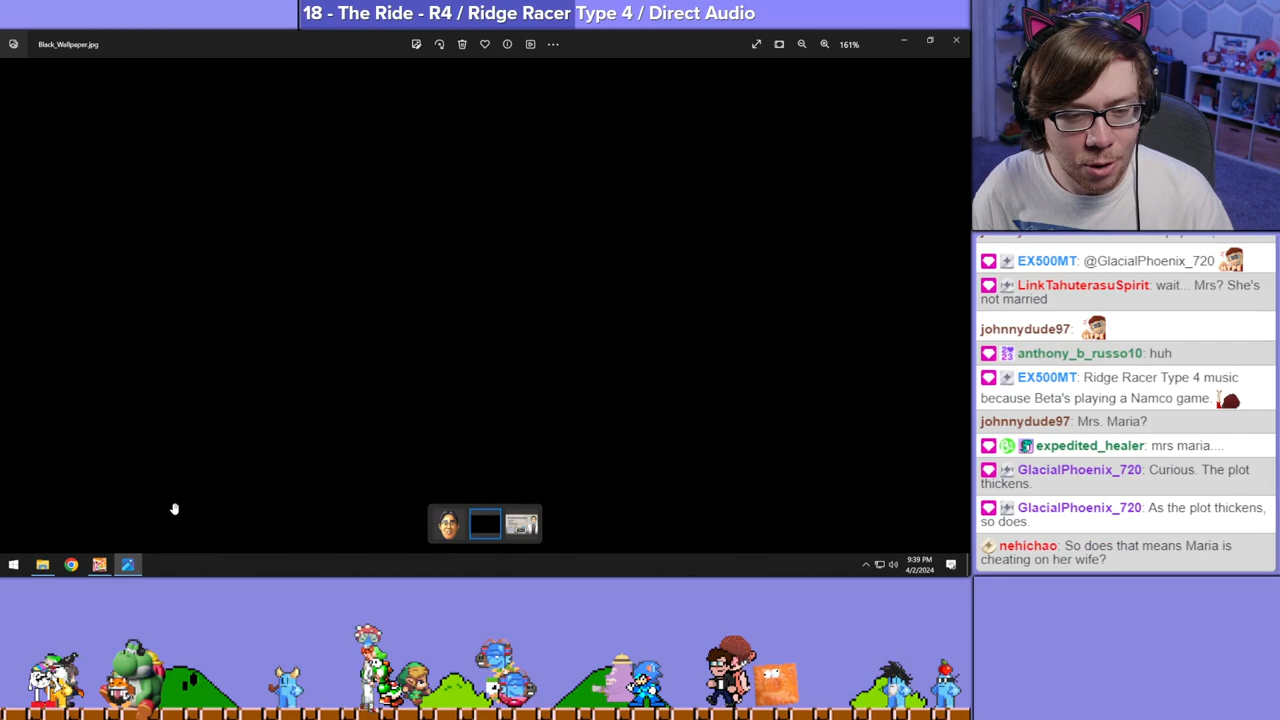 18 - The Ride - R4 / Ridge Racer Type 4 / Direct Audio
Black_Wallpaper.jpg
161%
EX500MT: @GlacialPhoenix_720
LinkTahuterasuSpirit: wait... Mrs? She's
not married
johnnydude97:
anthony_b_russo10: huh
EX500MT: Ridge Racer Type 4 music
because Beta's playing a Namco game.
johnnydude97: Mrs. Maria?
expedited_healer: mrs maria....
GlacialPhoenix_720: Curious. The plot
thickens.
GlacialPhoenix_720: As the plot thickens,
so does.
nehichao: So does that means Maria is
cheating on her wife?
9:39 PM
4/2/2024